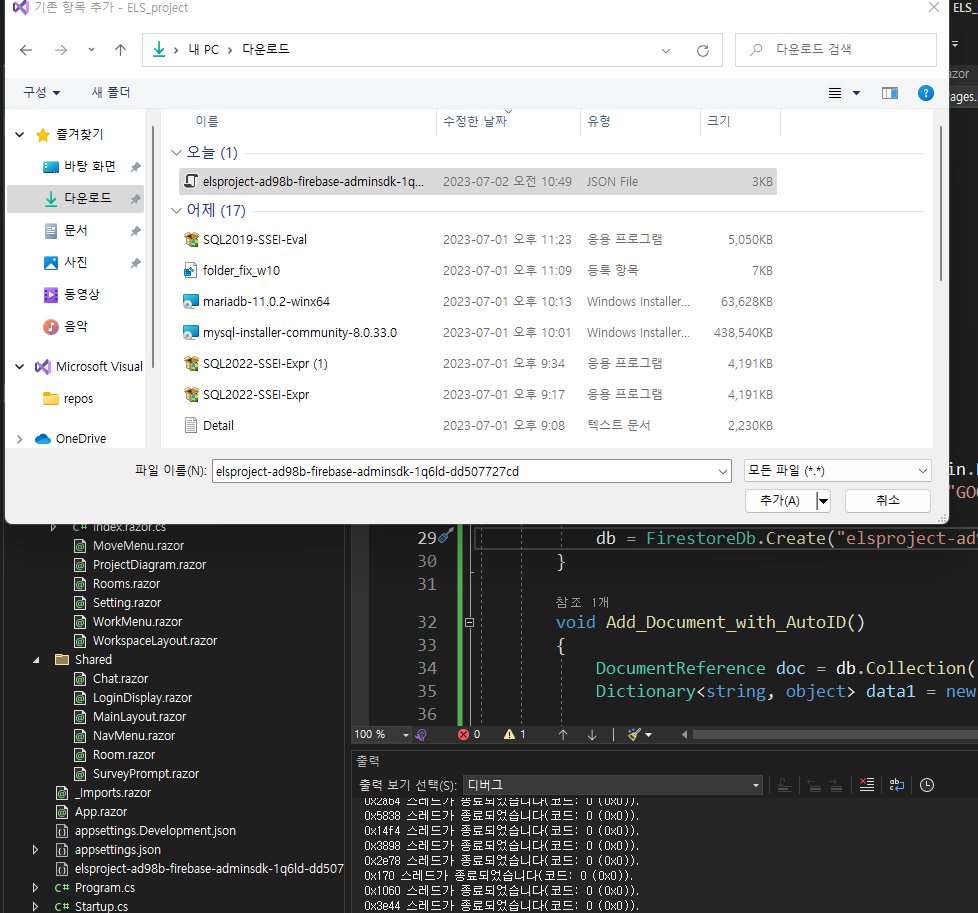 기존 항목 추가 - ELS_project
ELS_
내 PC > 다운로드
다운로드 검색
구성
새 폴더
이름
수정한 날짜
유형
크기
즐겨찾기
바탕 화면
다운로드
문서
사진
동영상
음악
Microsoft Visual
repos
OneDrive
오늘 (1)
elsproject-ad98b-firebase-adminsdk-1q... 2023-07-02 오전 10:49 JSON File 3KB
어제 (17)
SQL2019-SSEI-Eval 2023-07-01 오후 11:23 응용 프로그램 5,050KB
folder_fix_w10 2023-07-01 오후 11:09 등록 항목 7KB
mariadb-11.0.2-winx64 2023-07-01 오후 10:13 Windows Installer... 63,628KB
mysql-installer-community-8.0.33.0 2023-07-01 오후 10:01 Windows Installer... 438,540KB
SQL2022-SSEI-Expr (1) 2023-07-01 오후 9:34 응용 프로그램 4,191KB
SQL2022-SSEI-Expr 2023-07-01 오후 9:17 응용 프로그램 4,191KB
Detail 2023-07-01 오후 9:08 텍스트 문서 2,230KB
파일 이름(N): elsproject-ad98b-firebase-adminsdk-1q6ld-dd507727cd
모든 파일 (*.*)
추가(A)
취소
azor
ages.
in.
"GOO
Index.razor.cs
MoveMenu.razor
ProjectDiagram.razor
Rooms.razor
Setting.razor
WorkMenu.razor
WorkspaceLayout.razor
Shared
Chat.razor
LoginDisplay.razor
MainLayout.razor
NavMenu.razor
Room.razor
SurveyPrompt.razor
_Imports.razor
App.razor
appsettings.Development.json
appsettings.json
elsproject-ad98b-firebase-adminsdk-1q6ld-dd507
C# Program.cs
C# Startup.cs
29 db = FirestoreDb.Create("elsproject-ad9
30 }
31
참조 1개
32 void Add_Document_with_AutoID()
33 {
34 DocumentReference doc = db.Collection(
35 Dictionary<string, object> data1 = new
36
100 % 0 1
출력
출력 보기 선택(S): 디버그
0x2a64 스레드가 종료되었습니다(코드: 0 (0x0)).
0x5838 스레드가 종료되었습니다(코드: 0 (0x0)).
0x14f4 스레드가 종료되었습니다(코드: 0 (0x0)).
0x3898 스레드가 종료되었습니다(코드: 0 (0x0)).
0x2e78 스레드가 종료되었습니다(코드: 0 (0x0)).
0x170 스레드가 종료되었습니다(코드: 0 (0x0)).
0x1060 스레드가 종료되었습니다(코드: 0 (0x0)).
0x3e44 스레드가 종료되었습니다(코드: 0 (0x0)).